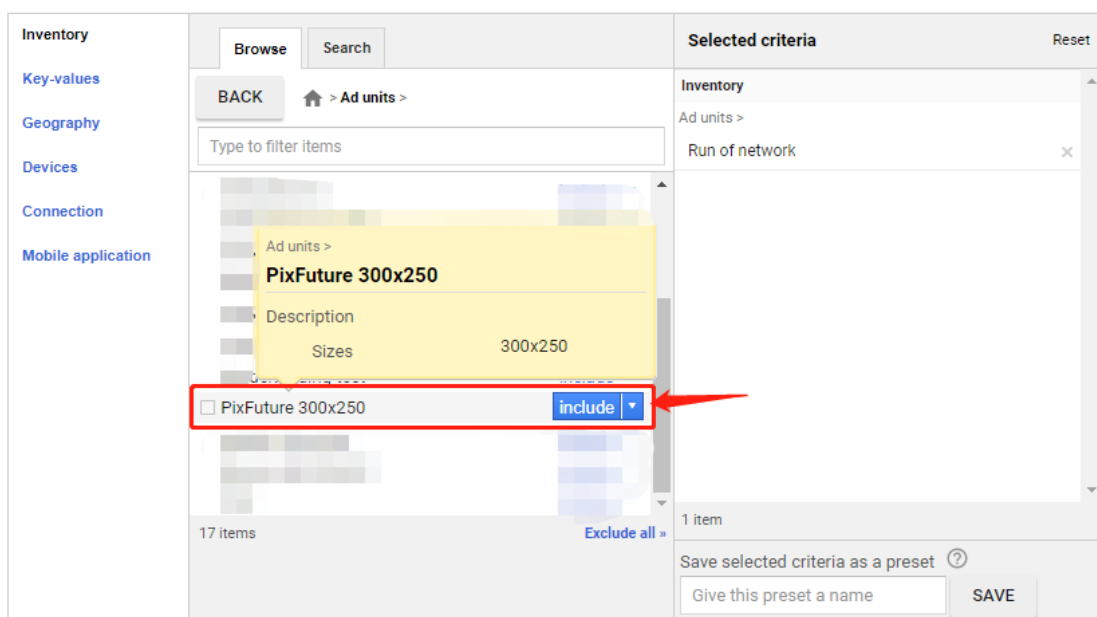 Inventory
Key-values
Geography
Devices
Connection
Mobile application
Browse
Search
BACK
> Ad units >
Type to filter items
Ad units >
PixFuture 300x250
Description
Sizes 300x250
PixFuture 300x250 include
17 items
Exclude all »
Selected criteria
Reset
Inventory
Ad units >
Run of network
1 item
Save selected criteria as a preset
Give this preset a name
SAVE